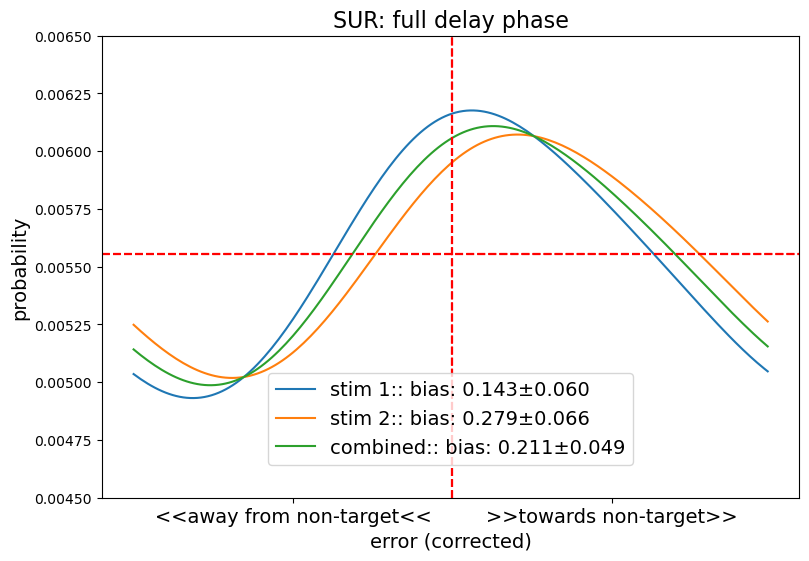 SUR: full delay phase
0.00650
0.00625
0.00600
0.00575
0.00550
0.00525
0.00500
0.00475
0.00450
probability
stim 1:: bias: 0.143±0.060
stim 2:: bias: 0.279±0.066
combined:: bias: 0.211±0.049
<<away from non-target<< >>towards non-target>>
error (corrected)